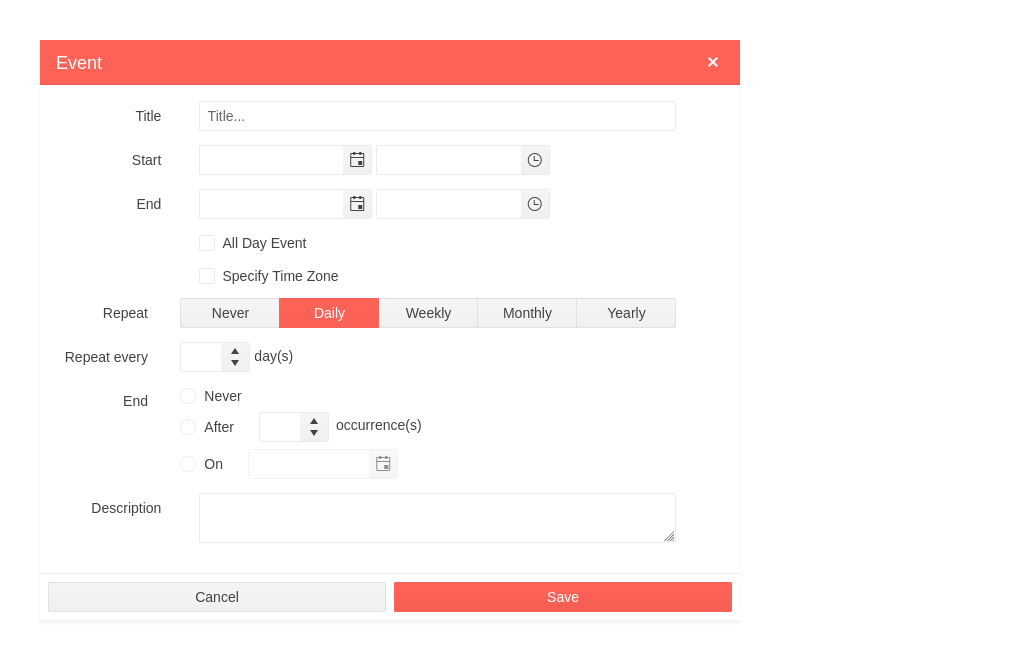 Event
Title Title...
Start
End
All Day Event
Specify Time Zone
Repeat Never Daily Weekly Monthly Yearly
Repeat every day(s)
End Never
After occurrence(s)
On
Description
Cancel Save